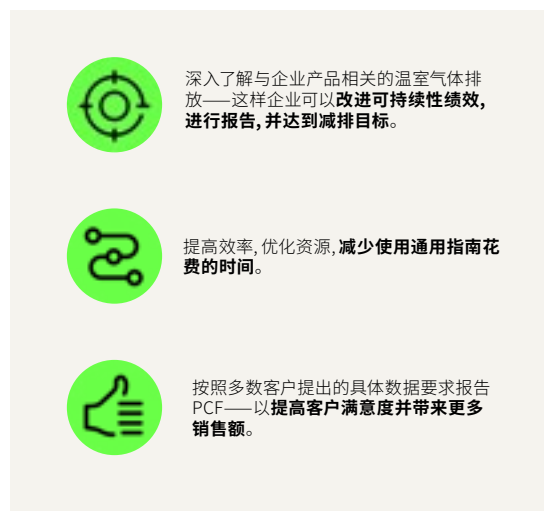 深入了解与企业产品相关的温室气体排
放——这样企业可以改进可持续性绩效,
进行报告, 并达到减排目标。
提高效率, 优化资源, 减少使用通用指南花
费的时间。
按照多数客户提出的具体数据要求报告
PCF——以提高客户满意度并带来更多
销售额。